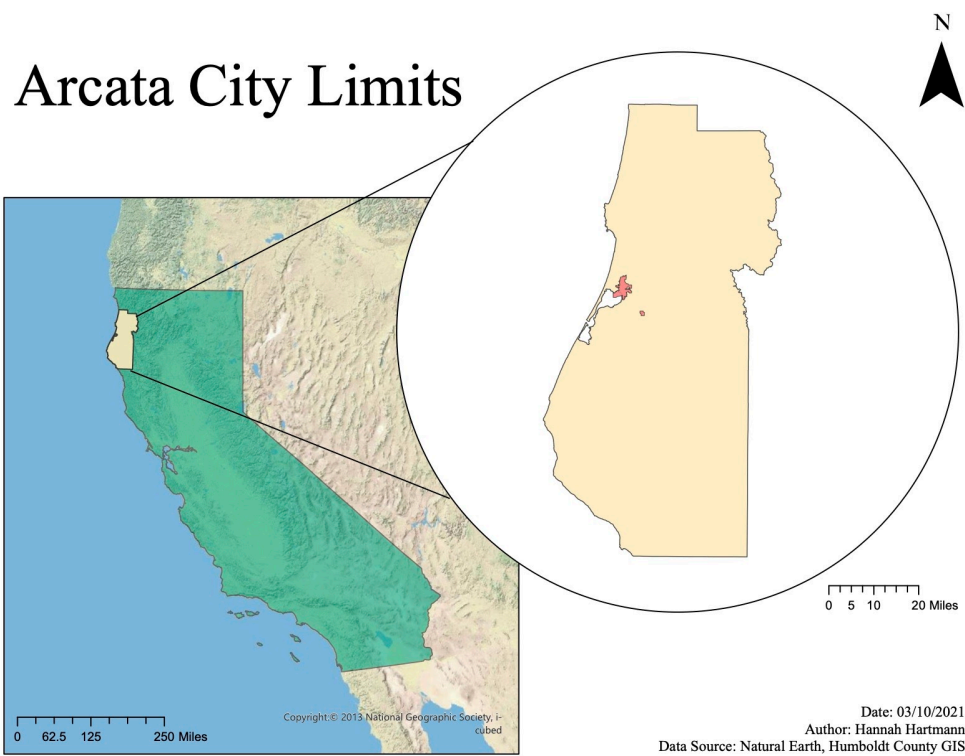 N
Arcata City Limits
0 5 10 20 Miles
Copyright:© 2013 National Geographic Society, i-
cubed
0 62.5 125 250 Miles
Date: 03/10/2021
Author: Hannah Hartmann
Data Source: Natural Earth, Humboldt County GIS